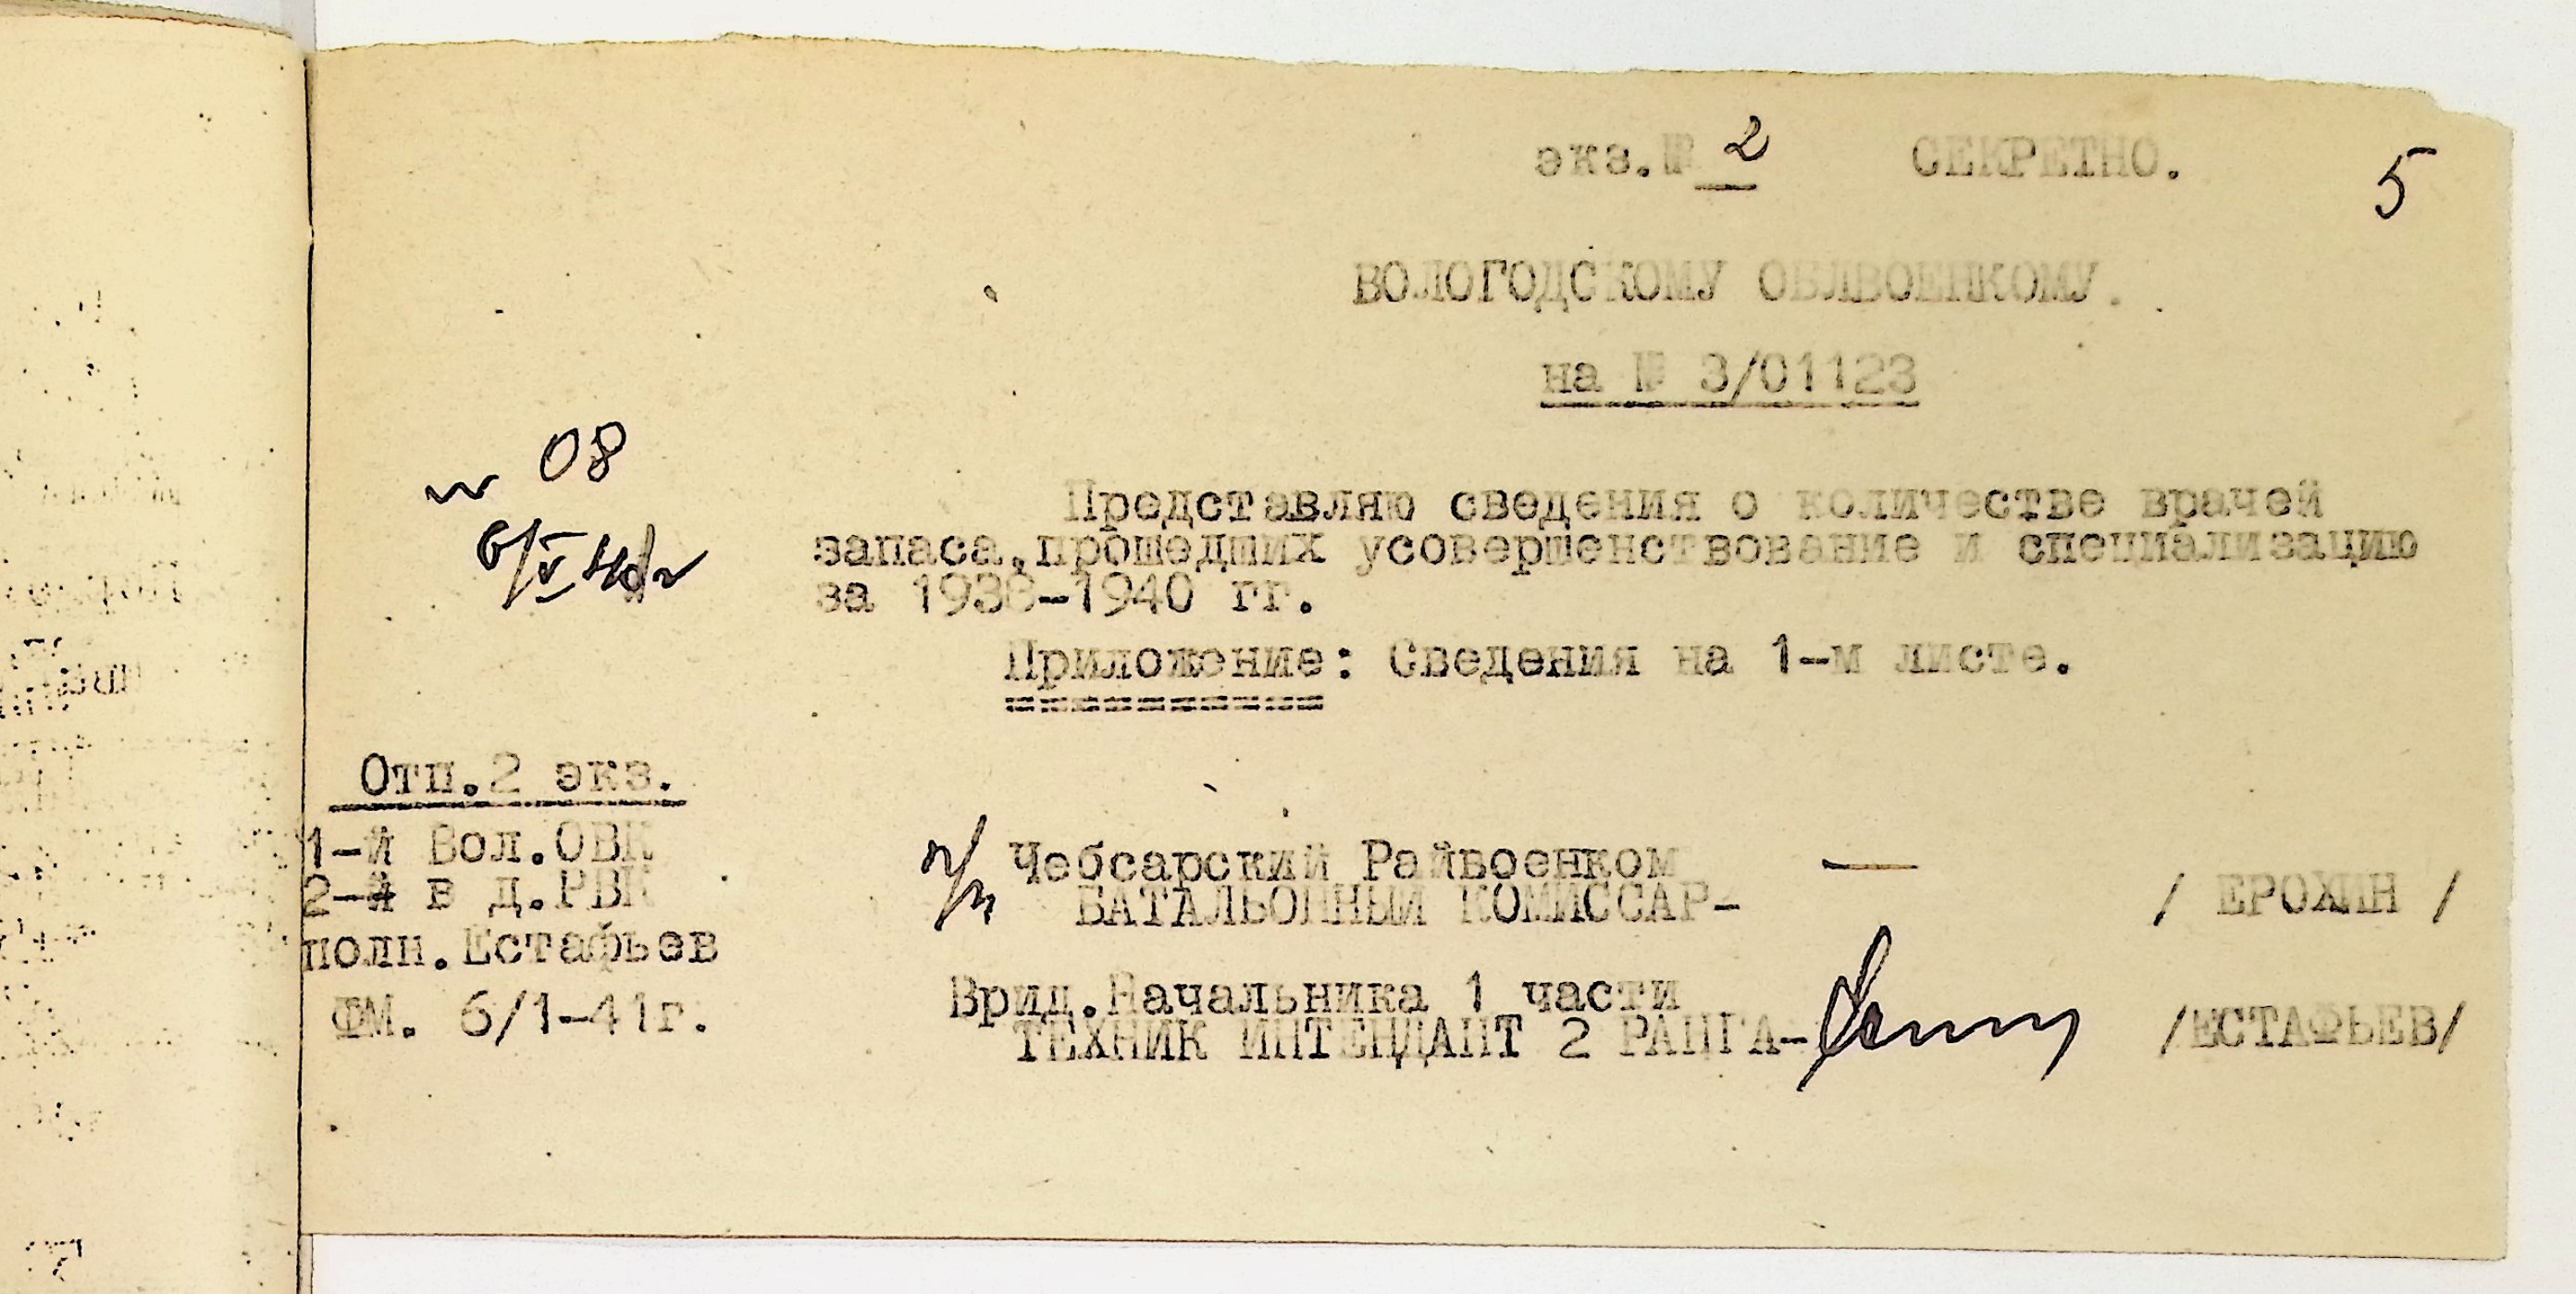 экз.№ 2 СЕКРЕТНО.
5
ВОЛОГОДСКОМУ ОБЛВОЕНКОМУ.
на № 3/01123
08
Представляю сведения о количестве врачей
запаса,прошедших усовершенствование и специализацию
за 1938-1940 гг.
Приложение: Сведения на 1-м листе.
Отп.2 экз.
1-й Вол.ОВК
2-й в д.РВК
полн.Естафьев
ФМ. 6/1-41г.
п/п Чебсарский Райвоенком
БАТАЛЬОННЫЙ КОМИССАР- / ЕРОХИН /
Врид.Начальника 1 части
ТЕХНИК ИНТЕНДАНТ 2 РАНГА- /ЕСТАФЬЕВ/